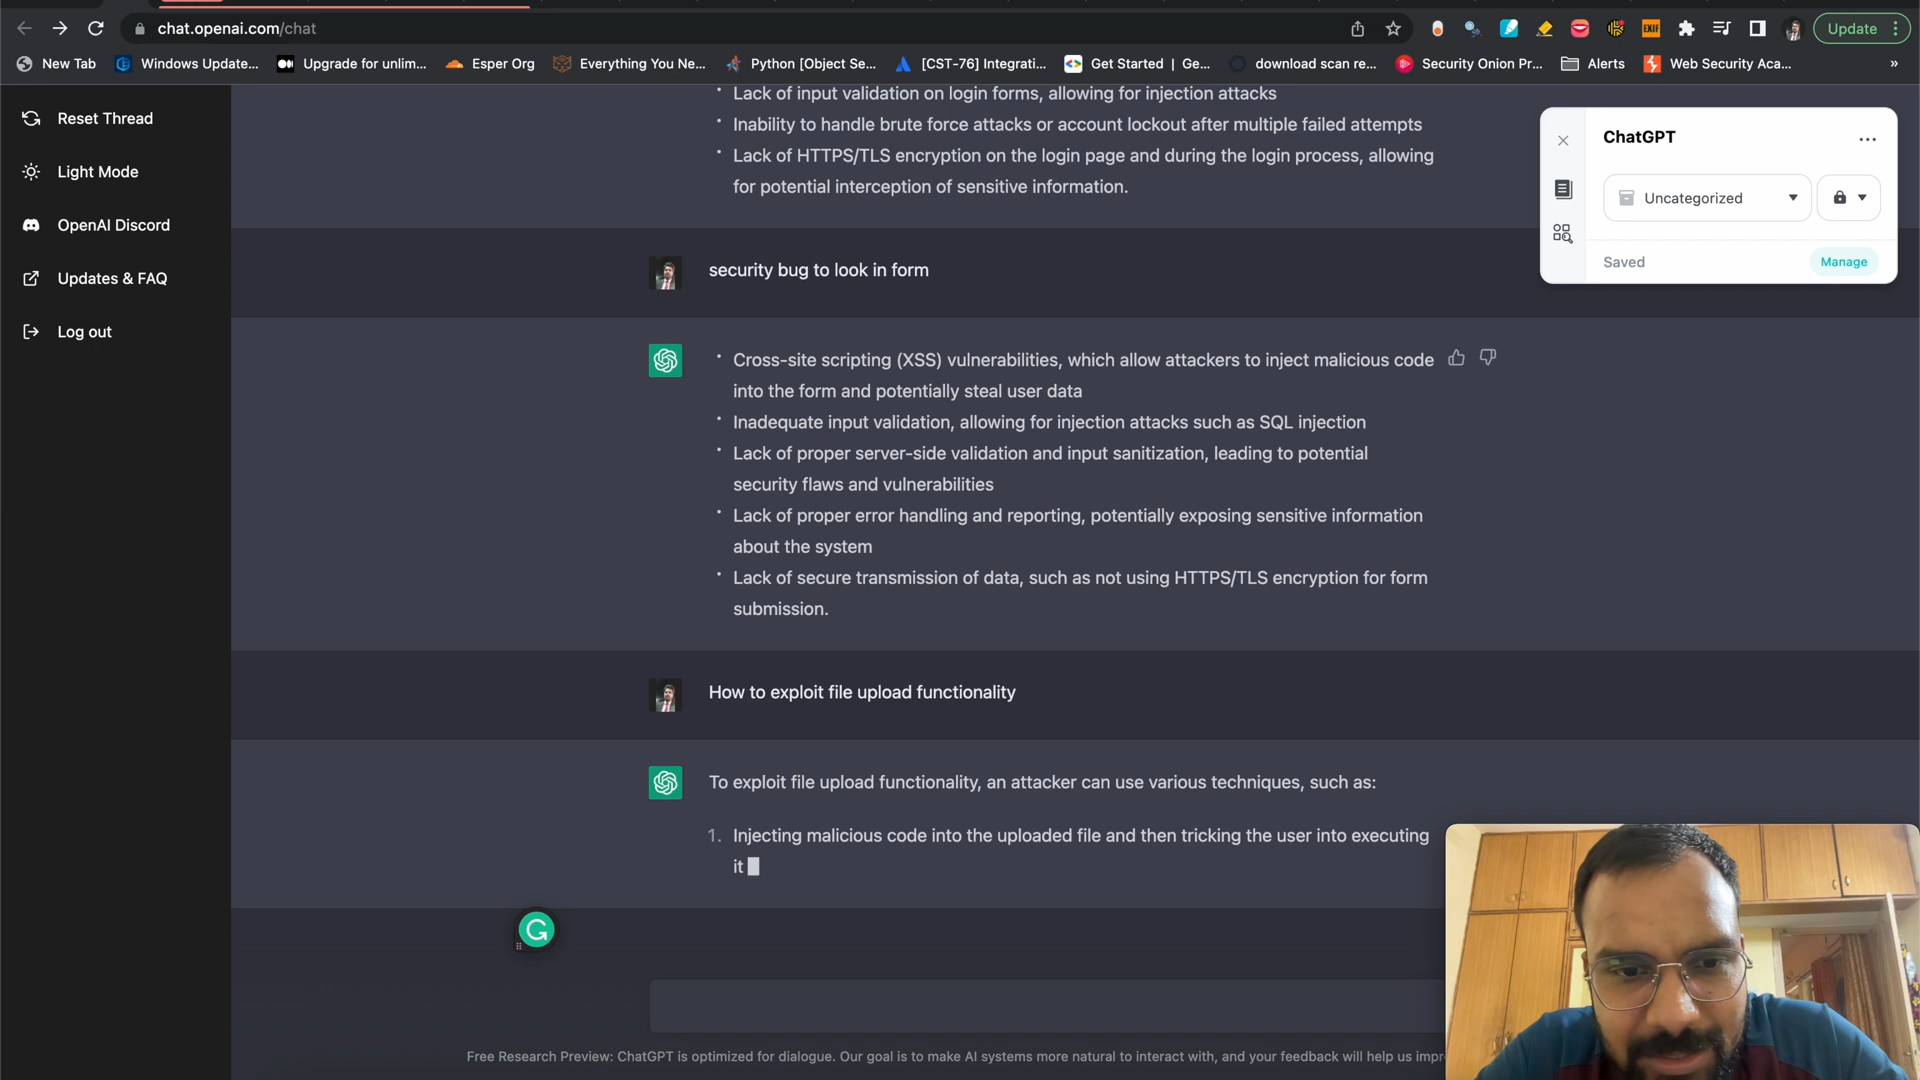 chat.openai.com/chat
Update
New Tab
Windows Update...
Upgrade for unlim...
Esper Org
Everything You Ne...
Python [Object Se...
[CST-76] Integrati...
Get Started | Ge...
download scan re...
Security Onion Pr...
Alerts
Web Security Aca...
»
Reset Thread
Light Mode
OpenAI Discord
Updates & FAQ
Log out
• Lack of input validation on login forms, allowing for injection attacks
• Inability to handle brute force attacks or account lockout after multiple failed attempts
• Lack of HTTPS/TLS encryption on the login page and during the login process, allowing
for potential interception of sensitive information.
ChatGPT
Uncategorized
Saved
Manage
security bug to look in form
• Cross-site scripting (XSS) vulnerabilities, which allow attackers to inject malicious code
into the form and potentially steal user data
• Inadequate input validation, allowing for injection attacks such as SQL injection
• Lack of proper server-side validation and input sanitization, leading to potential
security flaws and vulnerabilities
• Lack of proper error handling and reporting, potentially exposing sensitive information
about the system
• Lack of secure transmission of data, such as not using HTTPS/TLS encryption for form
submission.
How to exploit file upload functionality
To exploit file upload functionality, an attacker can use various techniques, such as:
1. Injecting malicious code into the uploaded file and then tricking the user into executing
it
Free Research Preview: ChatGPT is optimized for dialogue. Our goal is to make AI systems more natural to interact with, and your feedback will help us impr
EXIF
G